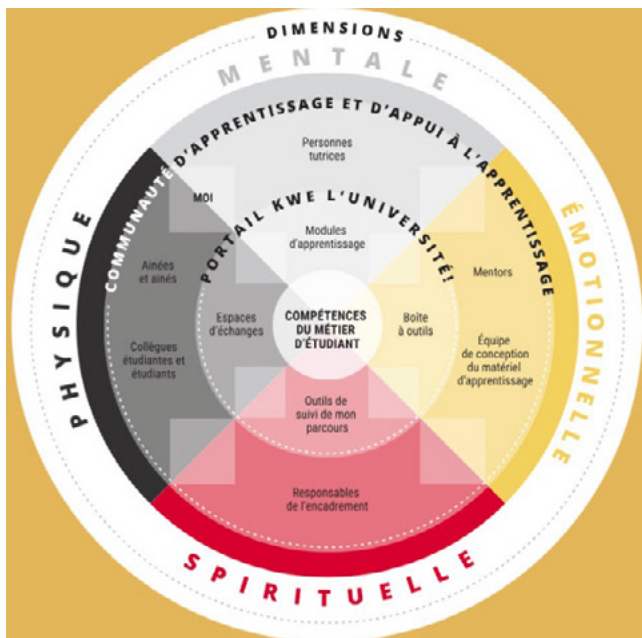 DIMENSIONS
MENTALE
COMMUNAUTÉ D'APPRENTISSAGE ET D'APPUI À L'APPRENTISSAGE
Personnes
tutrices
MOI
PORTAIL KWE L'UNIVERSITÉ!
Modules
d'apprentissage
PHYSIQUE
ÉMOTIONNELLE
Ainées
et ainés
Mentors
Espaces
d'échanges
COMPÉTENCES
DU MÉTIER
D'ÉTUDIANT
Boîte
à outils
Collègues
étudiantes et
étudiants
Équipe
de conception
du matériel
d'apprentissage
Outils de
suivi de mon
parcours
Responsables
de l'encadrement
SPIRITUELLE